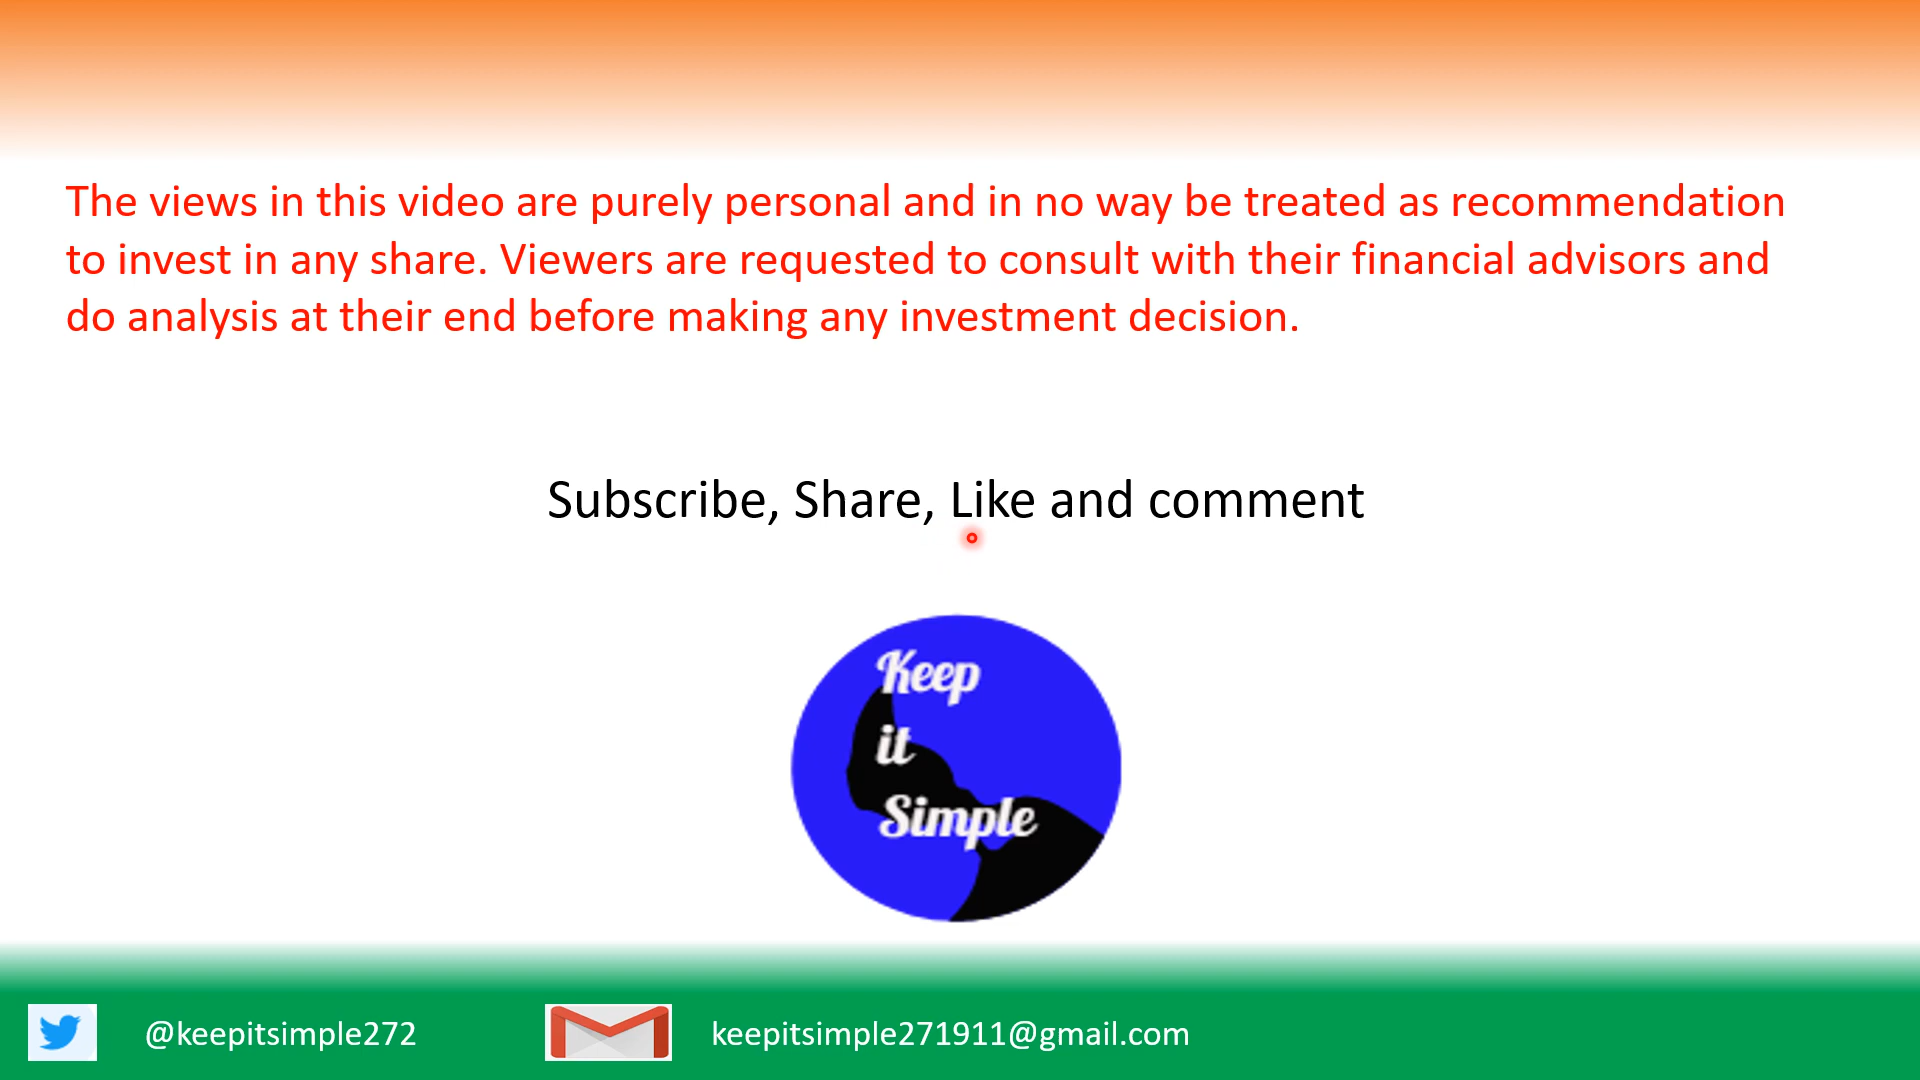 The views in this video are purely personal and in no way be treated as recommendation
to invest in any share. Viewers are requested to consult with their financial advisors and
do analysis at their end before making any investment decision.
Subscribe, Share, Like and comment
Keep
it
Simple
@keepitsimple272
keepitsimple271911@gmail.com